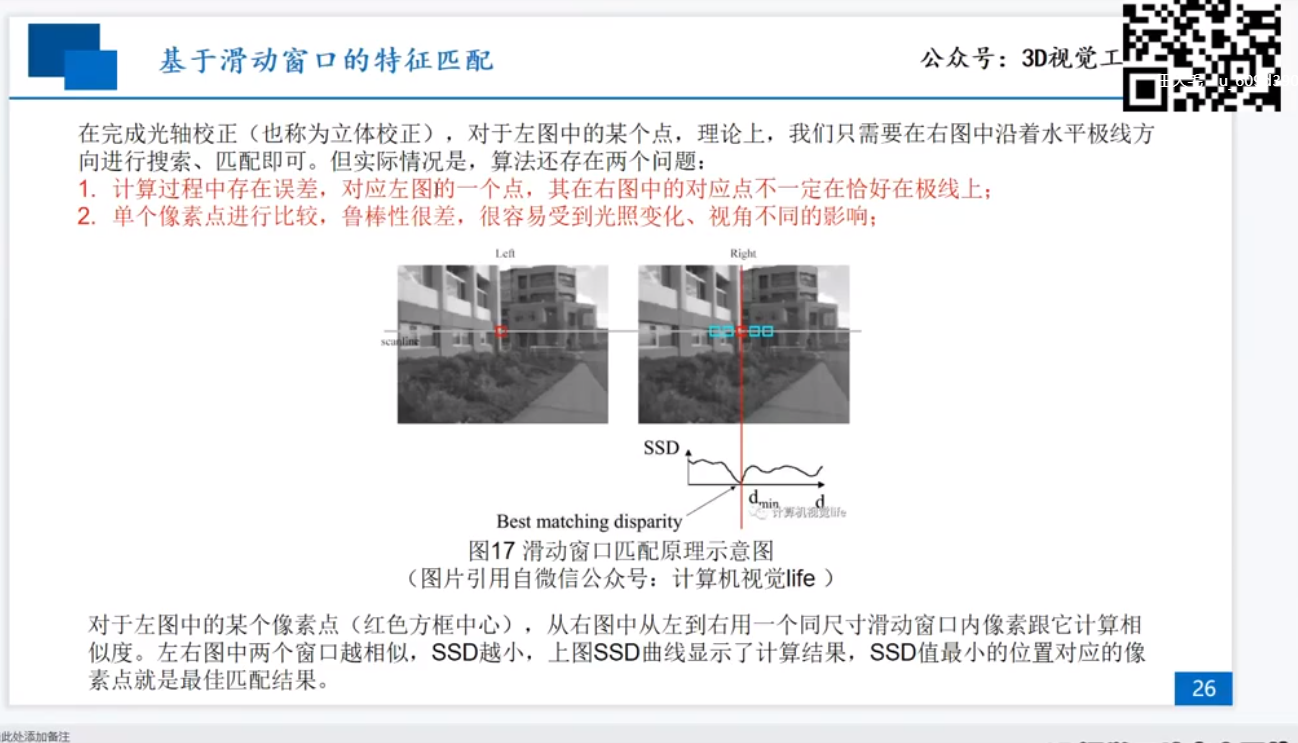 基于滑动窗口的特征匹配
公众号：3D视觉工
在完成光轴校正（也称为立体校正），对于左图中的某个点，理论上，我们只需要在右图中沿着水平极线方
向进行搜索、匹配即可。但实际情况是，算法还存在两个问题：
1. 计算过程中存在误差，对应左图的一个点，其在右图中的对应点不一定在恰好在极线上；
2. 单个像素点进行比较，鲁棒性很差，很容易受到光照变化、视角不同的影响；
Left
Right
scanline
SSD
dmin
d
计算机视觉life
Best matching disparity
图17 滑动窗口匹配原理示意图
（图片引用自微信公众号：计算机视觉life ）
对于左图中的某个像素点（红色方框中心），从右图中从左到右用一个同尺寸滑动窗口内像素跟它计算相
似度。左右图中两个窗口越相似，SSD越小，上图SSD曲线显示了计算结果，SSD值最小的位置对应的像
素点就是最佳匹配结果。
26
此处添加备注